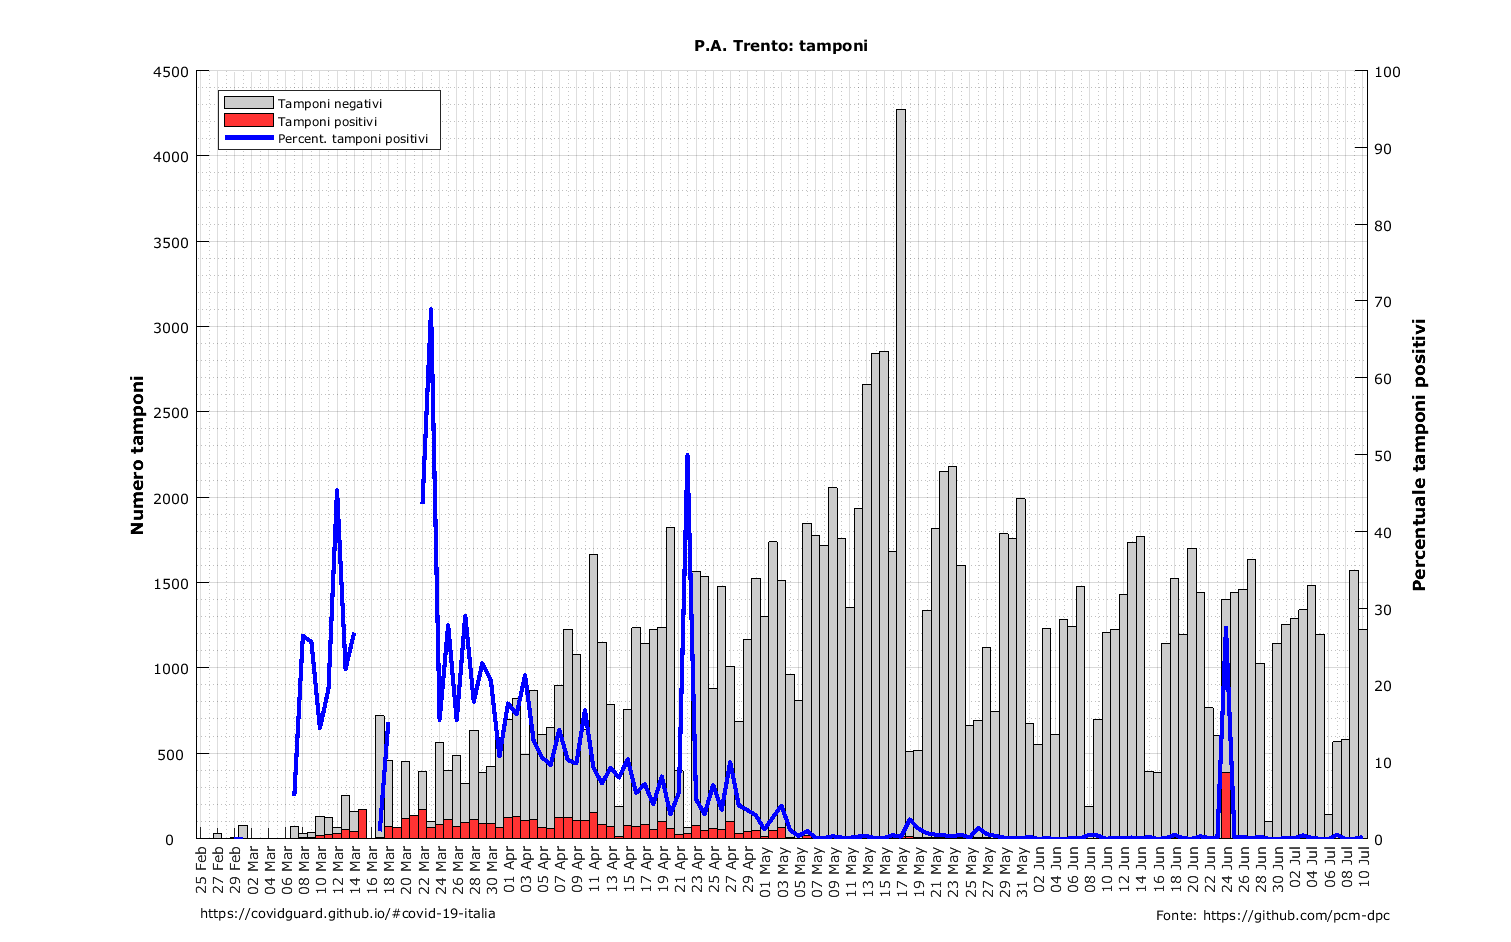 P.A. Trento: tamponi
Tamponi negativi
Tamponi positivi
Percent. tamponi positivi
Numero tamponi
4500
4000
3500
3000
2500
2000
1500
1000
500
0
Percentuale tamponi positivi
100
90
80
70
60
50
40
30
20
10
0
25 Feb
27 Feb
29 Feb
02 Mar
04 Mar
06 Mar
08 Mar
10 Mar
12 Mar
14 Mar
16 Mar
18 Mar
20 Mar
22 Mar
24 Mar
26 Mar
28 Mar
30 Mar
01 Apr
03 Apr
05 Apr
07 Apr
09 Apr
11 Apr
13 Apr
15 Apr
17 Apr
19 Apr
21 Apr
23 Apr
25 Apr
27 Apr
29 Apr
01 May
03 May
05 May
07 May
09 May
11 May
13 May
15 May
17 May
19 May
21 May
23 May
25 May
27 May
29 May
31 May
02 Jun
04 Jun
06 Jun
08 Jun
10 Jun
12 Jun
14 Jun
16 Jun
18 Jun
20 Jun
22 Jun
24 Jun
26 Jun
28 Jun
30 Jun
02 Jul
04 Jul
06 Jul
08 Jul
10 Jul
https://covidguard.github.io/#covid-19-italia
Fonte: https://github.com/pcm-dpc